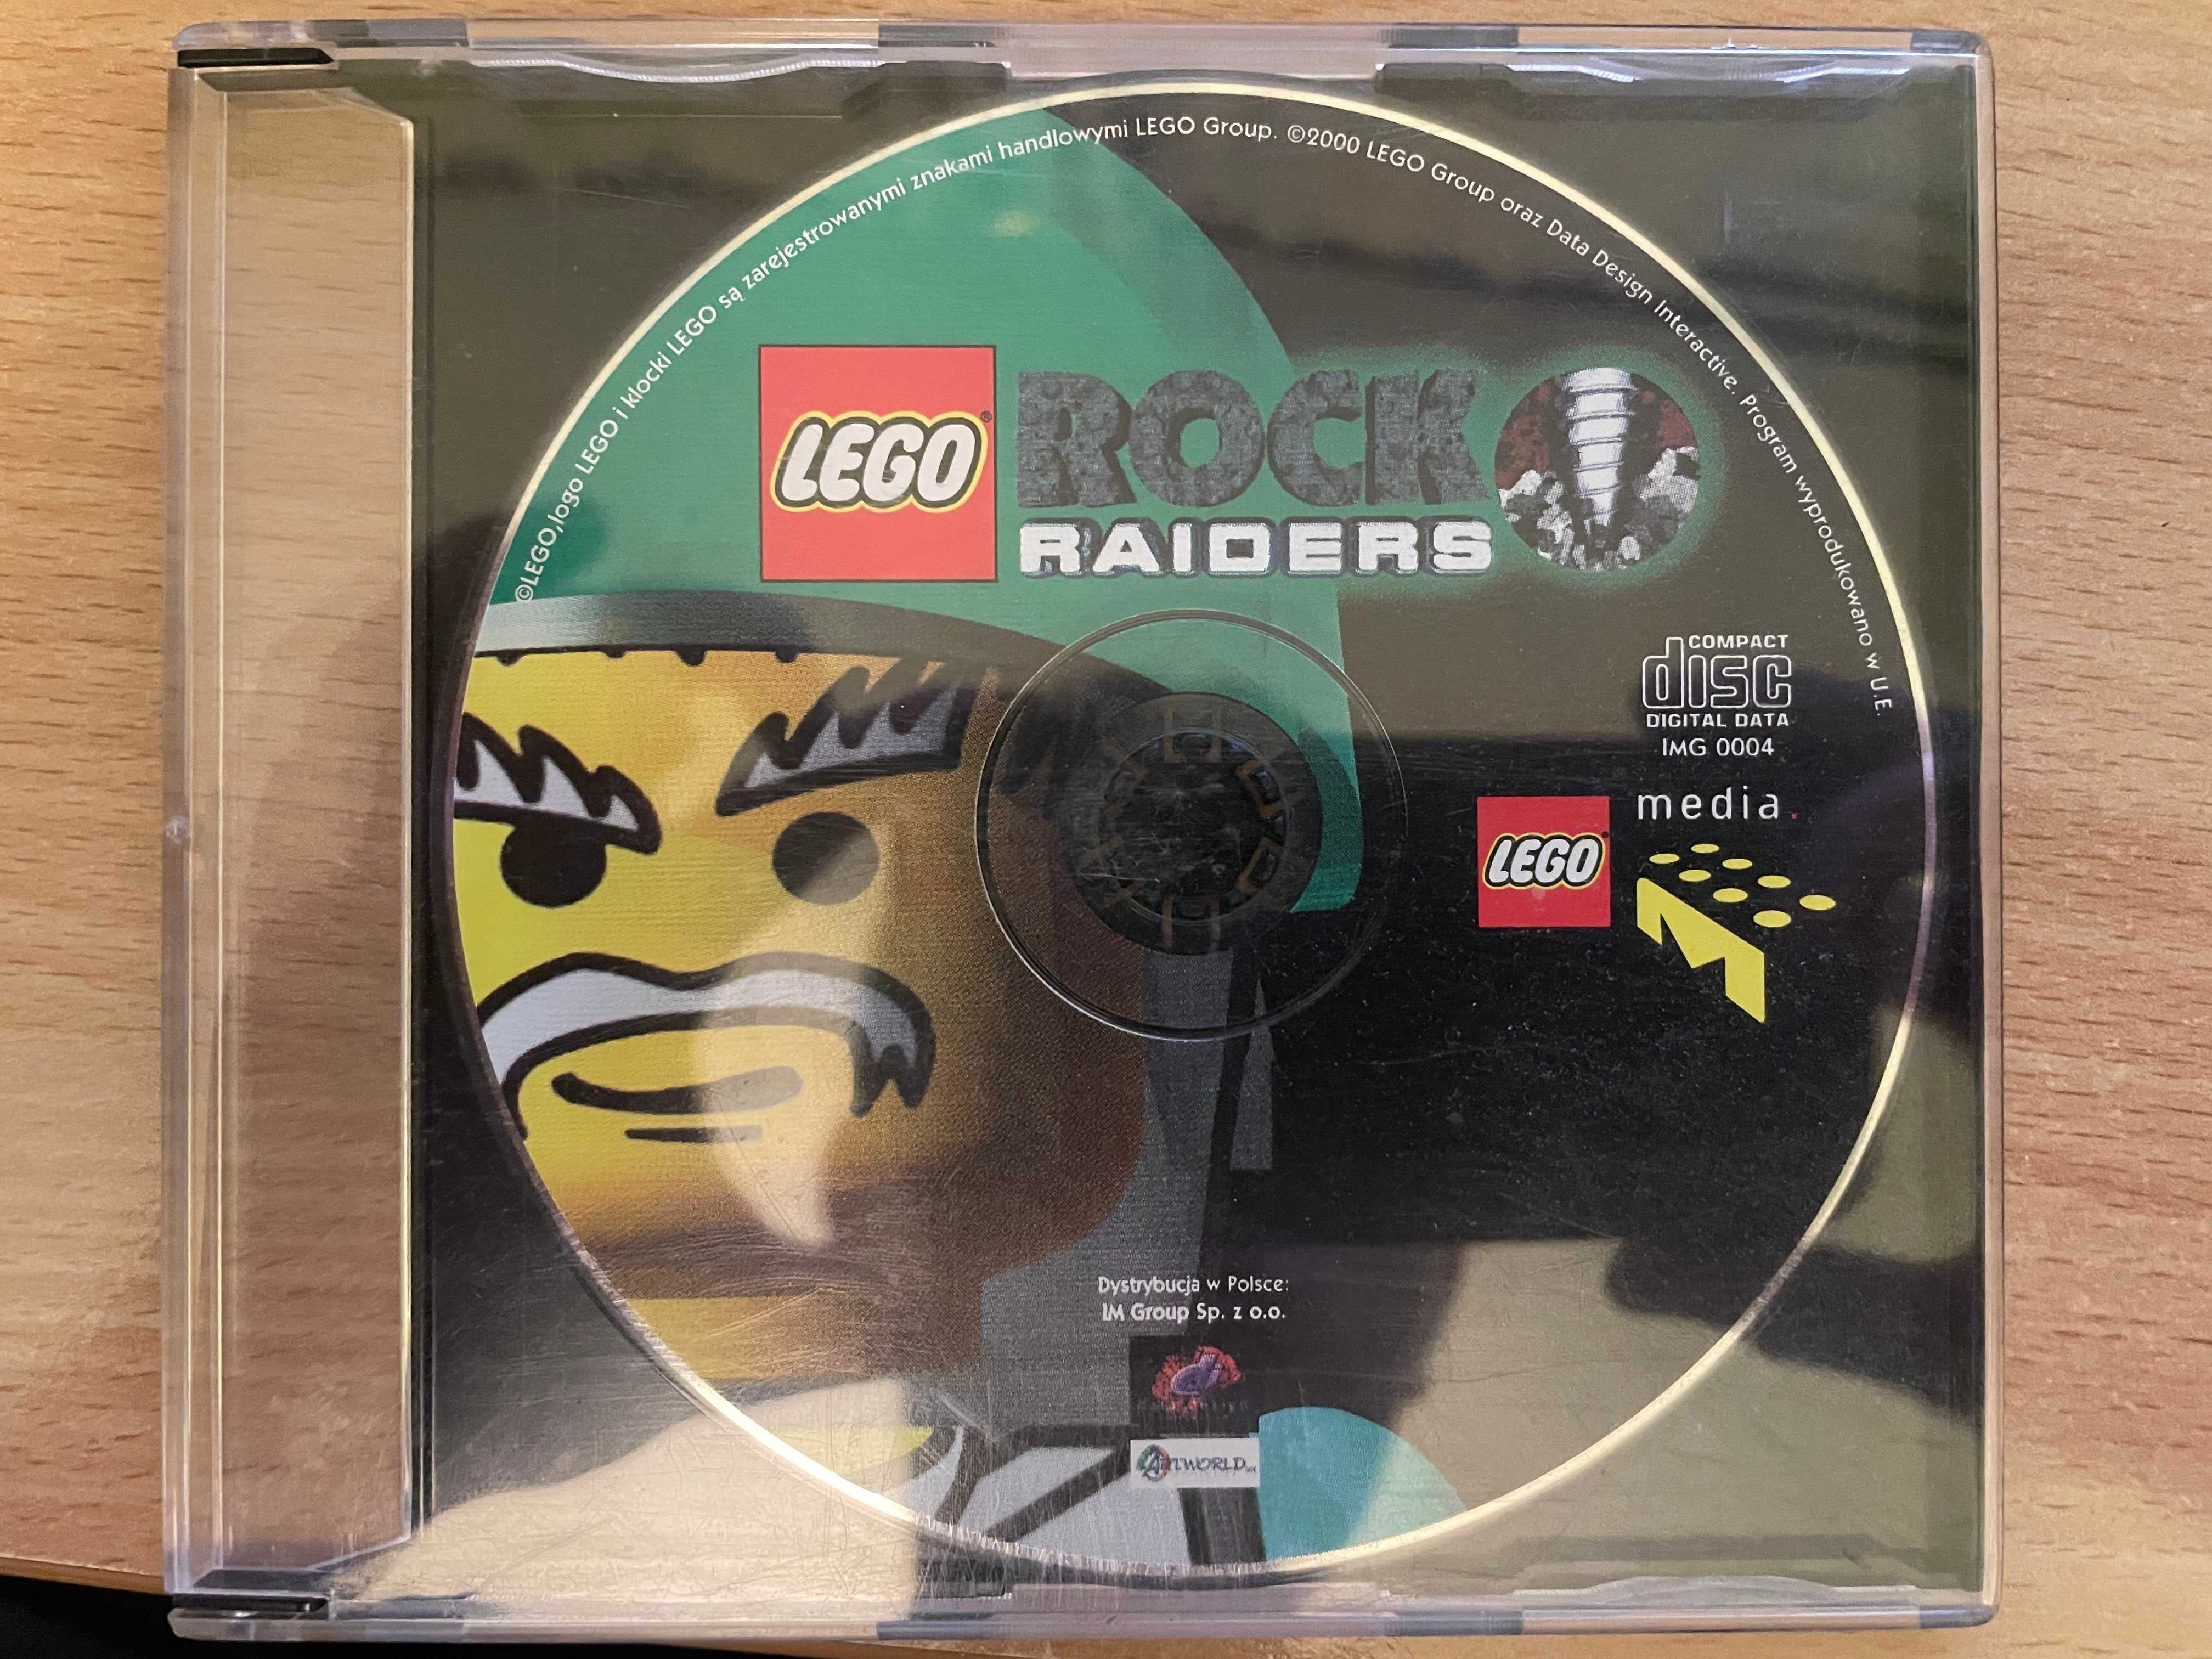 ©LEGO, logo LEGO i klocki LEGO są zarejestrowanymi znakami handlowymi LEGO Group. ©2000 LEGO Group oraz Data Design Interactive. Program wyprodukowano w U.E.
LEGO®
ROCK
RAIDERS
COMPACT
disc
DIGITAL DATA
IMG 0004
media.
LEGO®
Dystrybucja w Polsce:
IM Group Sp. z o.o.
ARTWORLD